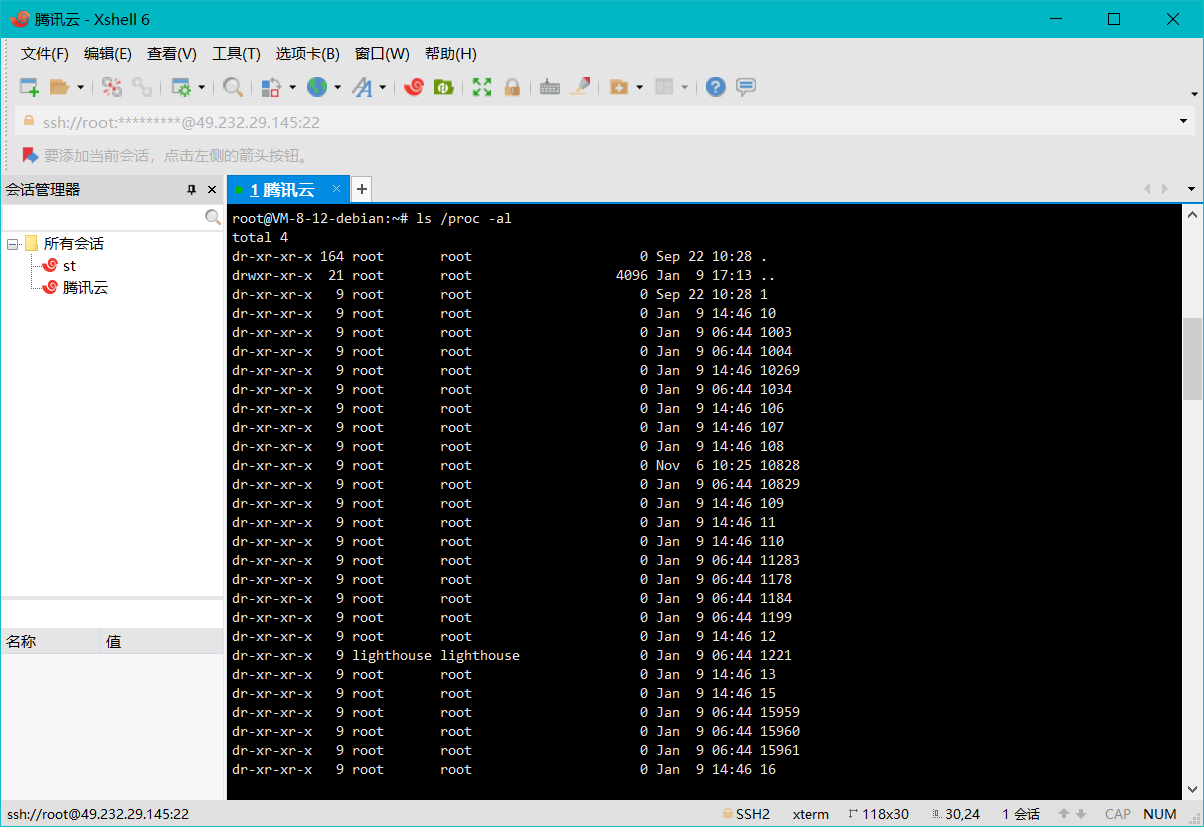 腾讯云 - Xshell 6
文件(F) 编辑(E) 查看(V) 工具(T) 选项卡(B) 窗口(W) 帮助(H)
ssh://root:*********@49.232.29.145:22
要添加当前会话，点击左侧的箭头按钮。
会话管理器
1 腾讯云
所有会话
st
腾讯云
名称 值
root@VM-8-12-debian:~# ls /proc -al
total 4
dr-xr-xr-x 164 root       root                     0 Sep 22 10:28 .
drwxr-xr-x  21 root       root                  4096 Jan  9 17:13 ..
dr-xr-xr-x   9 root       root                     0 Sep 22 10:28 1
dr-xr-xr-x   9 root       root                     0 Jan  9 14:46 10
dr-xr-xr-x   9 root       root                     0 Jan  9 06:44 1003
dr-xr-xr-x   9 root       root                     0 Jan  9 06:44 1004
dr-xr-xr-x   9 root       root                     0 Jan  9 14:46 10269
dr-xr-xr-x   9 root       root                     0 Jan  9 06:44 1034
dr-xr-xr-x   9 root       root                     0 Jan  9 14:46 106
dr-xr-xr-x   9 root       root                     0 Jan  9 14:46 107
dr-xr-xr-x   9 root       root                     0 Jan  9 14:46 108
dr-xr-xr-x   9 root       root                     0 Nov  6 10:25 10828
dr-xr-xr-x   9 root       root                     0 Jan  9 06:44 10829
dr-xr-xr-x   9 root       root                     0 Jan  9 14:46 109
dr-xr-xr-x   9 root       root                     0 Jan  9 14:46 11
dr-xr-xr-x   9 root       root                     0 Jan  9 14:46 110
dr-xr-xr-x   9 root       root                     0 Jan  9 06:44 11283
dr-xr-xr-x   9 root       root                     0 Jan  9 06:44 1178
dr-xr-xr-x   9 root       root                     0 Jan  9 06:44 1184
dr-xr-xr-x   9 root       root                     0 Jan  9 06:44 1199
dr-xr-xr-x   9 root       root                     0 Jan  9 14:46 12
dr-xr-xr-x   9 lighthouse lighthouse               0 Jan  9 06:44 1221
dr-xr-xr-x   9 root       root                     0 Jan  9 14:46 13
dr-xr-xr-x   9 root       root                     0 Jan  9 14:46 15
dr-xr-xr-x   9 root       root                     0 Jan  9 06:44 15959
dr-xr-xr-x   9 root       root                     0 Jan  9 06:44 15960
dr-xr-xr-x   9 root       root                     0 Jan  9 06:44 15961
dr-xr-xr-x   9 root       root                     0 Jan  9 14:46 16
ssh://root@49.232.29.145:22 SSH2 xterm 118x30 30,24 1 会话 CAP NUM